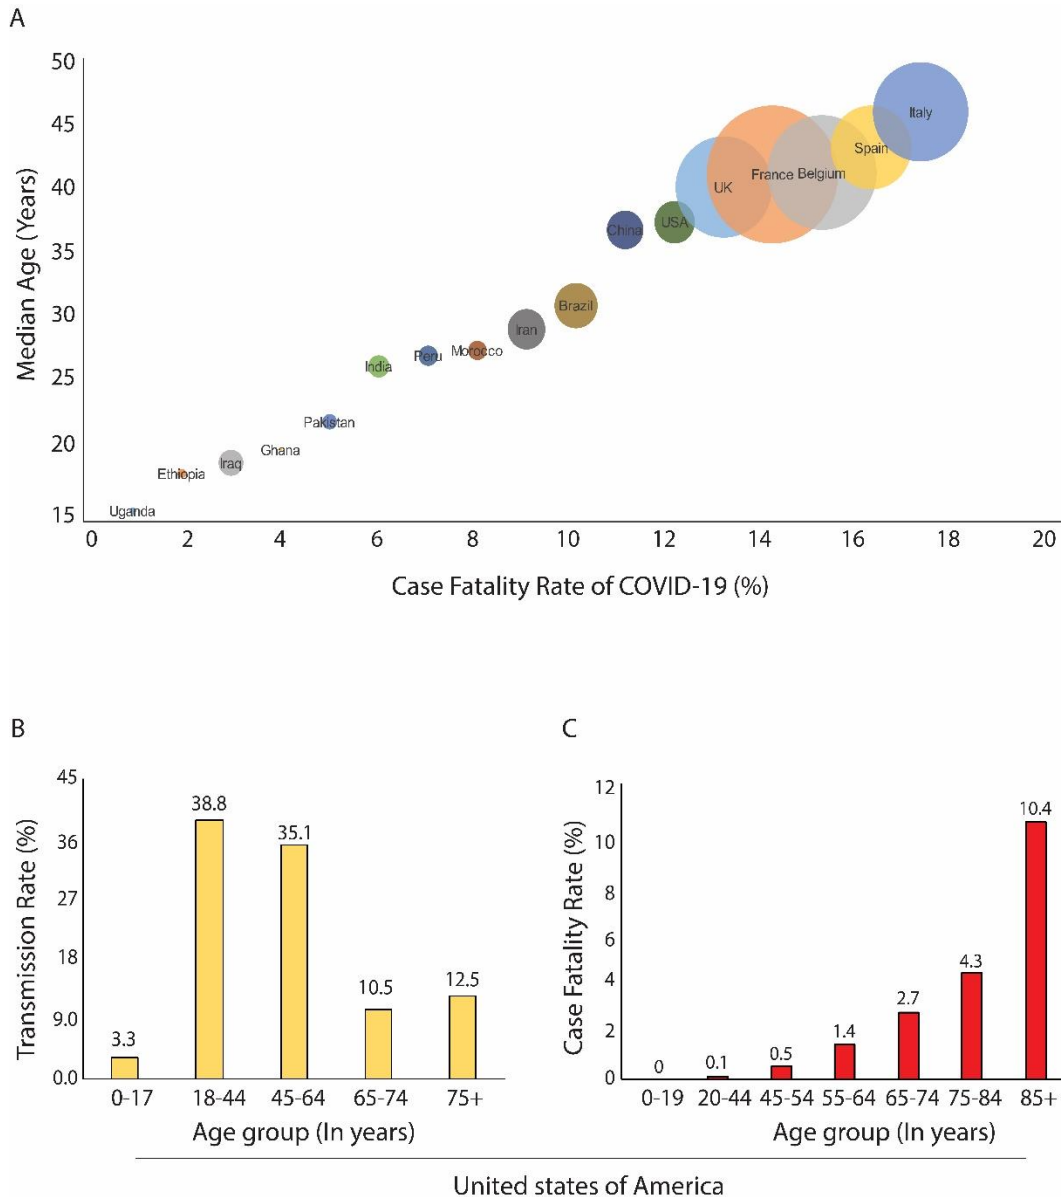 A
50
45
40
35
30
25
20
15
Median Age (Years)
Italy
Spain
France
Belgium
UK
USA
China
Brazil
Iran
Morocco
Peru
India
Pakistan
Ghana
Iraq
Ethiopia
Uganda
0 2 4 6 8 10 12 14 16 18 20
Case Fatality Rate of COVID-19 (%)
B
45
36
27
18
9.0
0.0
Transmission Rate (%)
3.3
38.8
35.1
10.5
12.5
0-17 18-44 45-64 65-74 75+
Age group (In years)
C
12
10
8
6
4
2
0
Case Fatality Rate (%)
0
0.1
0.5
1.4
2.7
4.3
10.4
0-19 20-44 45-54 55-64 65-74 75-84 85+
Age group (In years)
United states of America